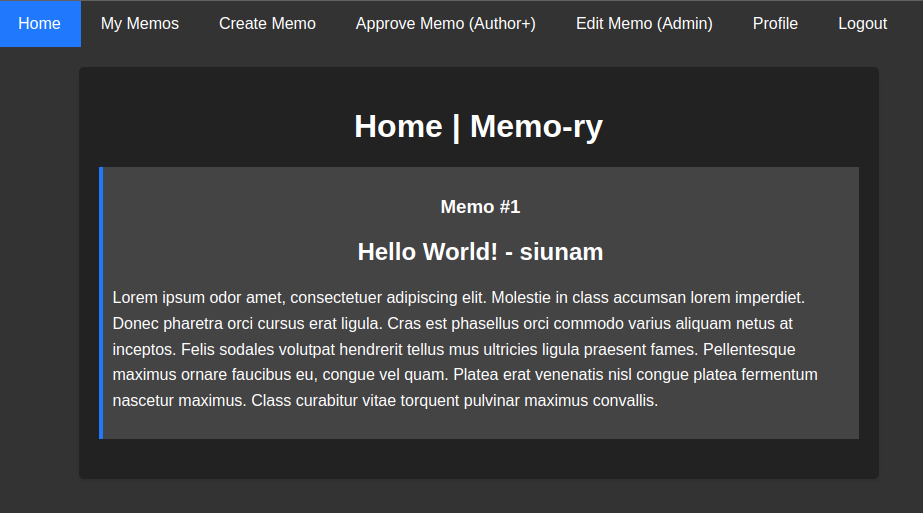 Home My Memos Create Memo Approve Memo (Author+) Edit Memo (Admin) Profile Logout
Home | Memo-ry
Memo #1
Hello World! - siunam
Lorem ipsum odor amet, consectetuer adipiscing elit. Molestie in class accumsan lorem imperdiet.
Donec pharetra orci cursus erat ligula. Cras est phasellus orci commodo varius aliquam netus at
inceptos. Felis sodales volutpat hendrerit tellus mus ultricies ligula praesent fames. Pellentesque
maximus ornare faucibus eu, congue vel quam. Platea erat venenatis nisl congue platea fermentum
nascetur maximus. Class curabitur vitae torquent pulvinar maximus convallis.